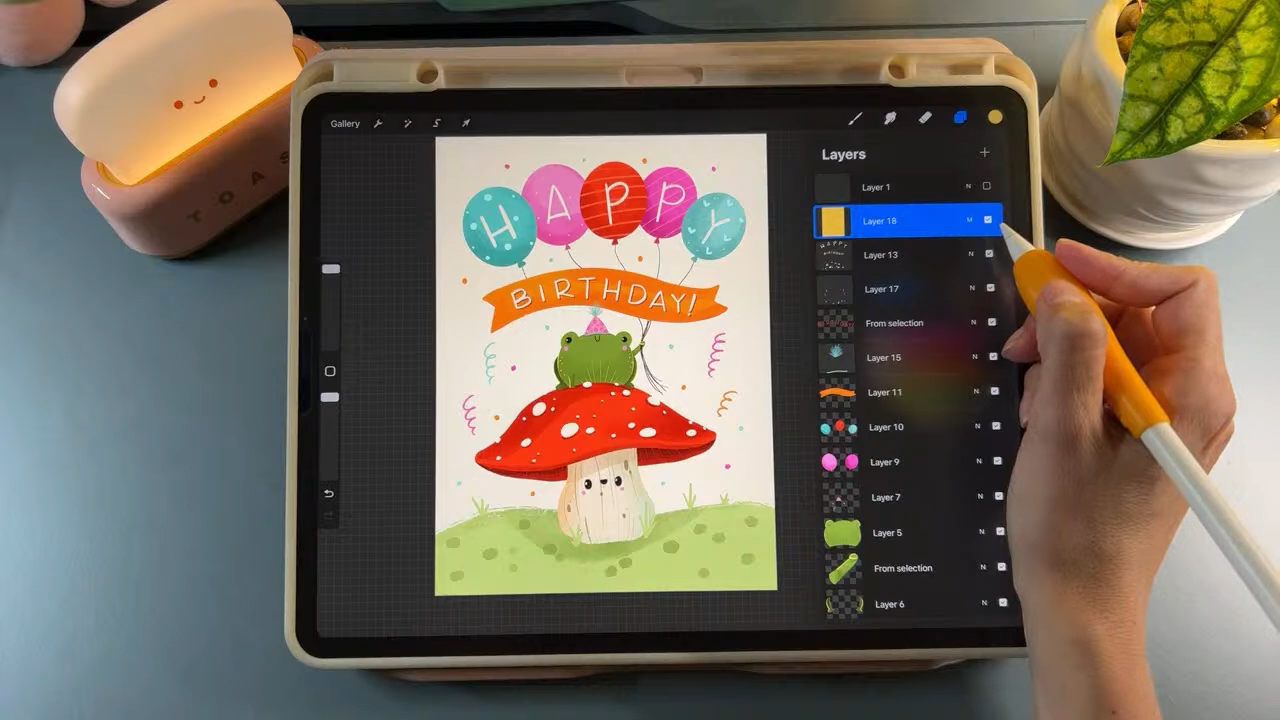 TOAS
Gallery
HAPPY
BIRTHDAY!
Layers
Layer 1
N
Layer 18
M
Layer 13
N
Layer 17
N
From selection
N
Layer 15
N
Layer 11
N
Layer 10
N
Layer 9
N
Layer 7
N
Layer 5
N
From selection
N
Layer 6
N